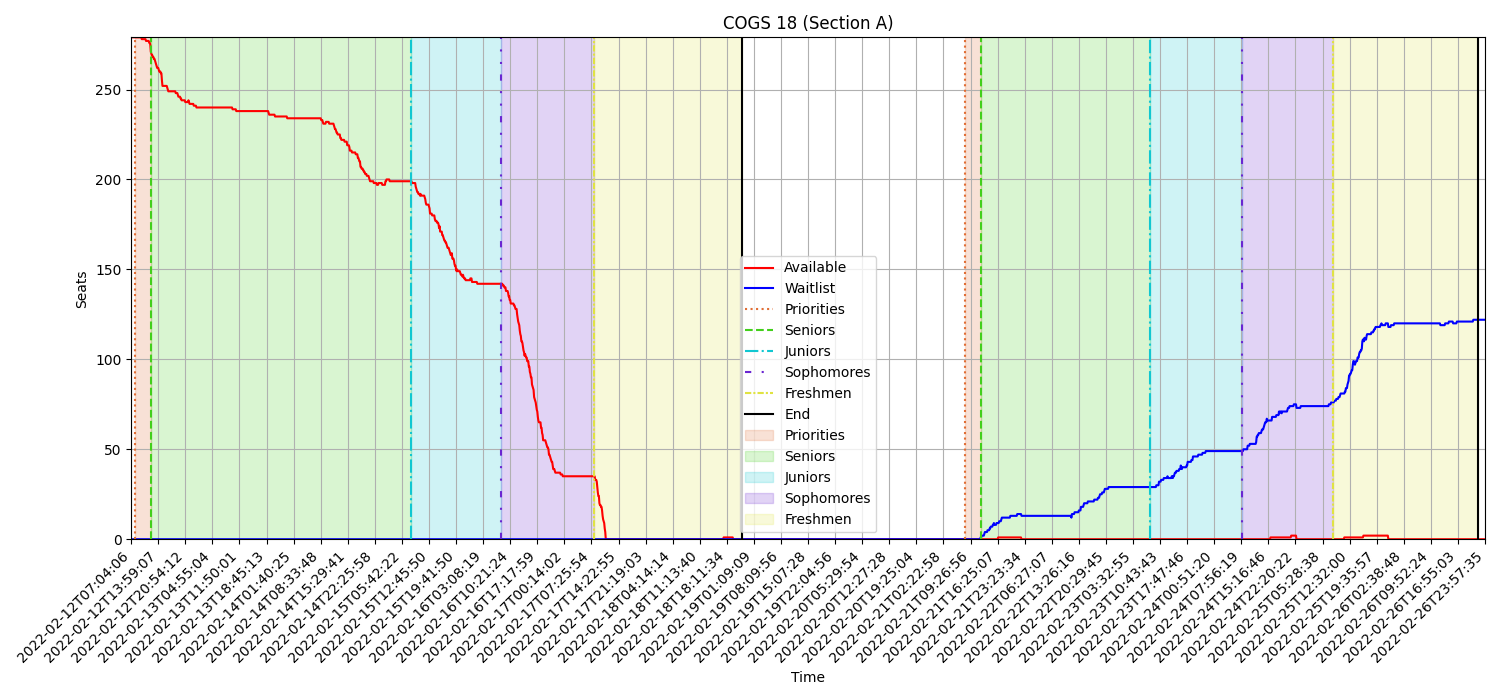 COGS 18 (Section A)
Seats
250
200
150
100
50
0
Available
Waitlist
Priorities
Seniors
Juniors
Sophomores
Freshmen
End
Priorities
Seniors
Juniors
Sophomores
Freshmen
2022-02-12T07:04:06
2022-02-12T13:59:07
2022-02-12T20:54:12
2022-02-13T04:55:04
2022-02-13T11:50:01
2022-02-13T18:45:13
2022-02-14T01:40:25
2022-02-14T08:33:48
2022-02-14T15:29:41
2022-02-14T22:25:58
2022-02-15T05:42:22
2022-02-15T12:45:50
2022-02-15T19:41:50
2022-02-16T03:08:19
2022-02-16T10:21:24
2022-02-16T17:17:59
2022-02-17T00:14:02
2022-02-17T07:25:54
2022-02-17T14:22:55
2022-02-17T21:19:03
2022-02-18T04:14:14
2022-02-18T11:13:40
2022-02-18T18:11:34
2022-02-19T01:09:09
2022-02-19T08:09:56
2022-02-19T15:07:28
2022-02-19T22:04:56
2022-02-20T05:29:54
2022-02-20T12:27:28
2022-02-20T19:25:04
2022-02-21T02:22:58
2022-02-21T09:26:56
2022-02-21T16:25:07
2022-02-21T23:23:34
2022-02-22T06:27:07
2022-02-22T13:26:16
2022-02-22T20:29:45
2022-02-23T03:32:55
2022-02-23T10:43:43
2022-02-23T17:47:46
2022-02-24T00:51:20
2022-02-24T07:56:19
2022-02-24T15:16:46
2022-02-24T22:20:22
2022-02-25T05:28:38
2022-02-25T12:32:00
2022-02-25T19:35:57
2022-02-26T02:38:48
2022-02-26T09:52:24
2022-02-26T16:55:03
2022-02-26T23:57:35
Time